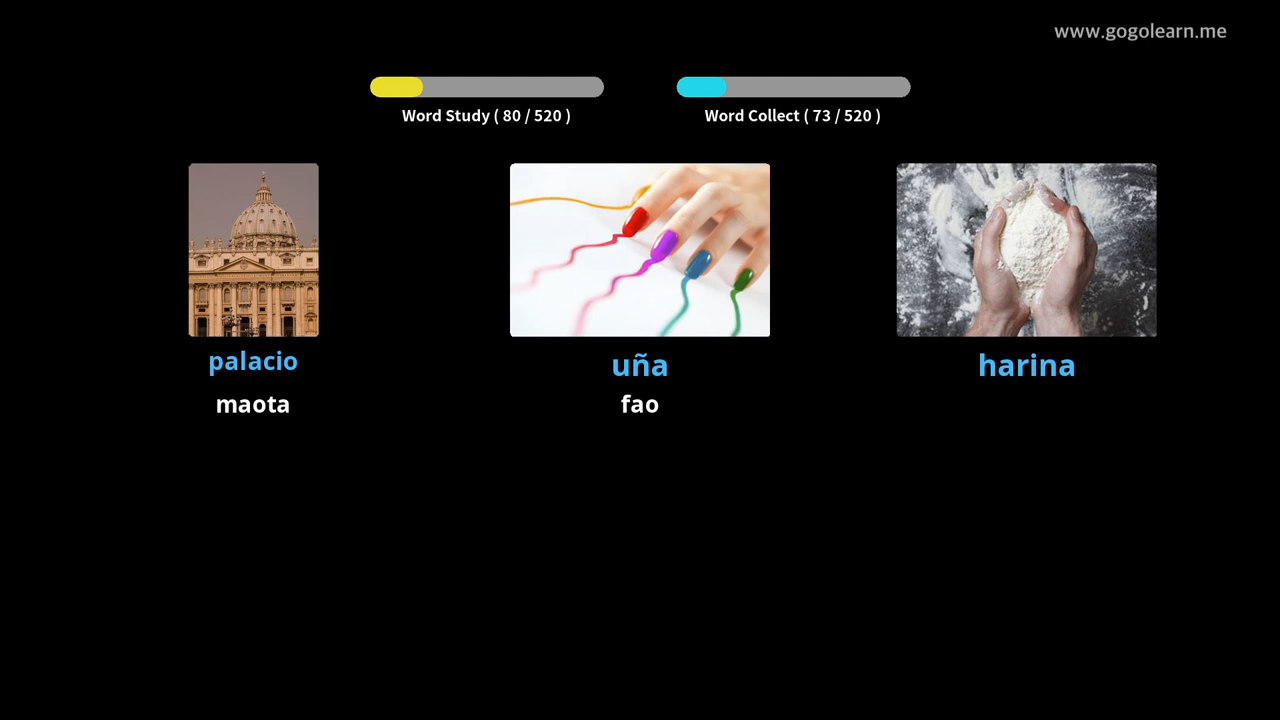 www.gogolearn.me
Word Study ( 80 / 520 )
Word Collect ( 73 / 520 )
palacio
maota
uña
fao
harina